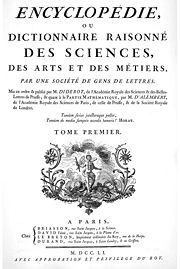 ENCYCLOPÉDIE,
OU
DICTIONNAIRE RAISONNÉ
DES SCIENCES,
DES ARTS ET DES MÉTIERS,
PAR UNE SOCIÉTÉ DE GENS DE LETTRES.
Mis en ordre & publié par M. DIDEROT, de l'Académie Royale des Sciences & des Belles-
Lettres de Prusse; & quant à la PARTIE MATHÉMATIQUE, par M. D'ALEMBERT,
de l'Académie Royale des Sciences de Paris, de celle de Prusse, & de la Société Royale
de Londres.
Tantùm series juncturaque pollet,
Tantùm de medio sumptis accedit honoris! HORAT.
TOME PREMIER.
A PARIS,
Chez
BRIASSON, rue Saint Jacques, à la Science.
DAVID l'aîné, rue Saint Jacques, à la Plume d'or.
LE BRETON, Imprimeur ordinaire du Roy, rue de la Harpe.
DURAND, rue Saint Jacques, à Saint Landry, & au Griffon.
M. DCC. LI.
AVEC APPROBATION ET PRIVILEGE DU ROY.